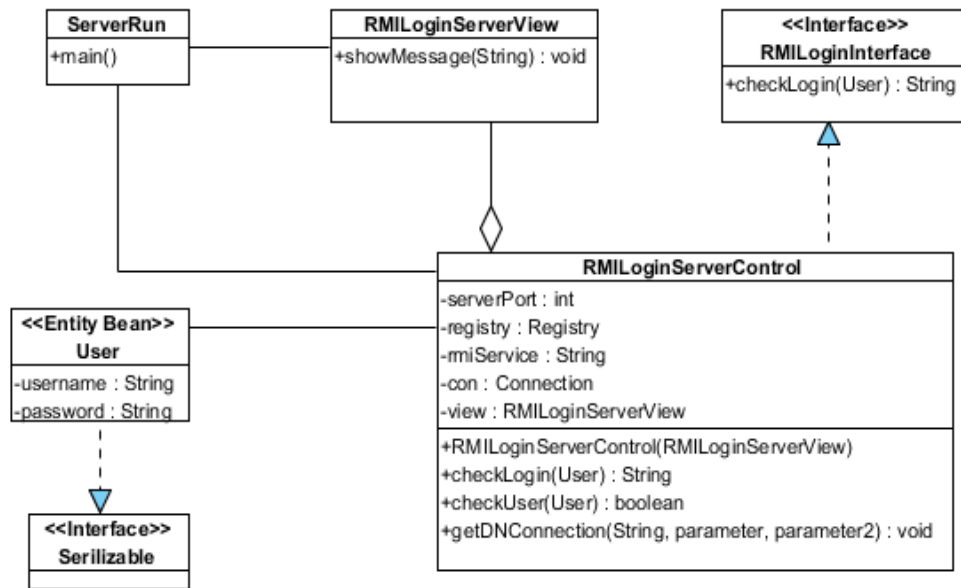 ServerRun
+main()
RMILoginServerView
+showMessage(String) : void
<<Interface>>
RMILoginInterface
+checkLogin(User) : String
RMILoginServerControl
-serverPort : int
-registry : Registry
-rmiService : String
-con : Connection
-view : RMILoginServerView
+RMILoginServerControl(RMILoginServerView)
+checkLogin(User) : String
+checkUser(User) : boolean
+getDNConnection(String, parameter, parameter2) : void
<<Entity Bean>>
User
-username : String
-password : String
<<Interface>>
Serilizable